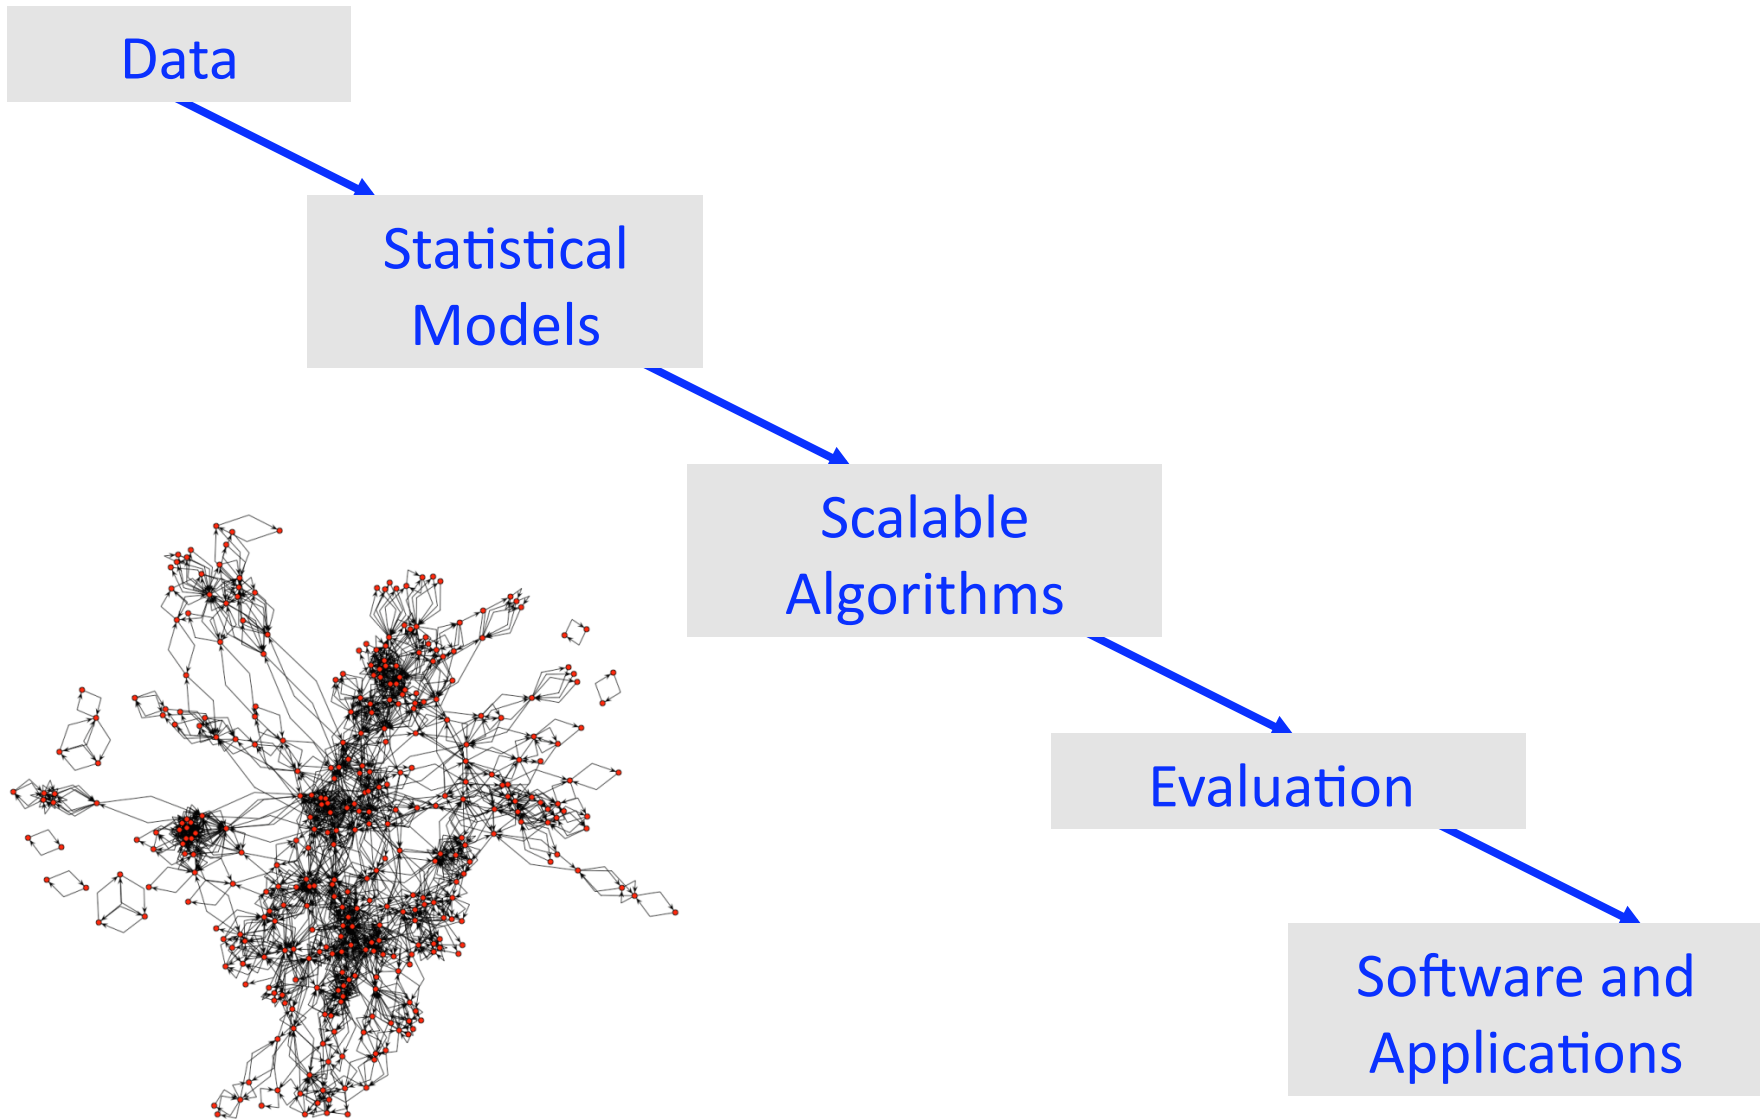 Data
Statistical
Models
Scalable
Algorithms
Evaluation
Software and
Applications